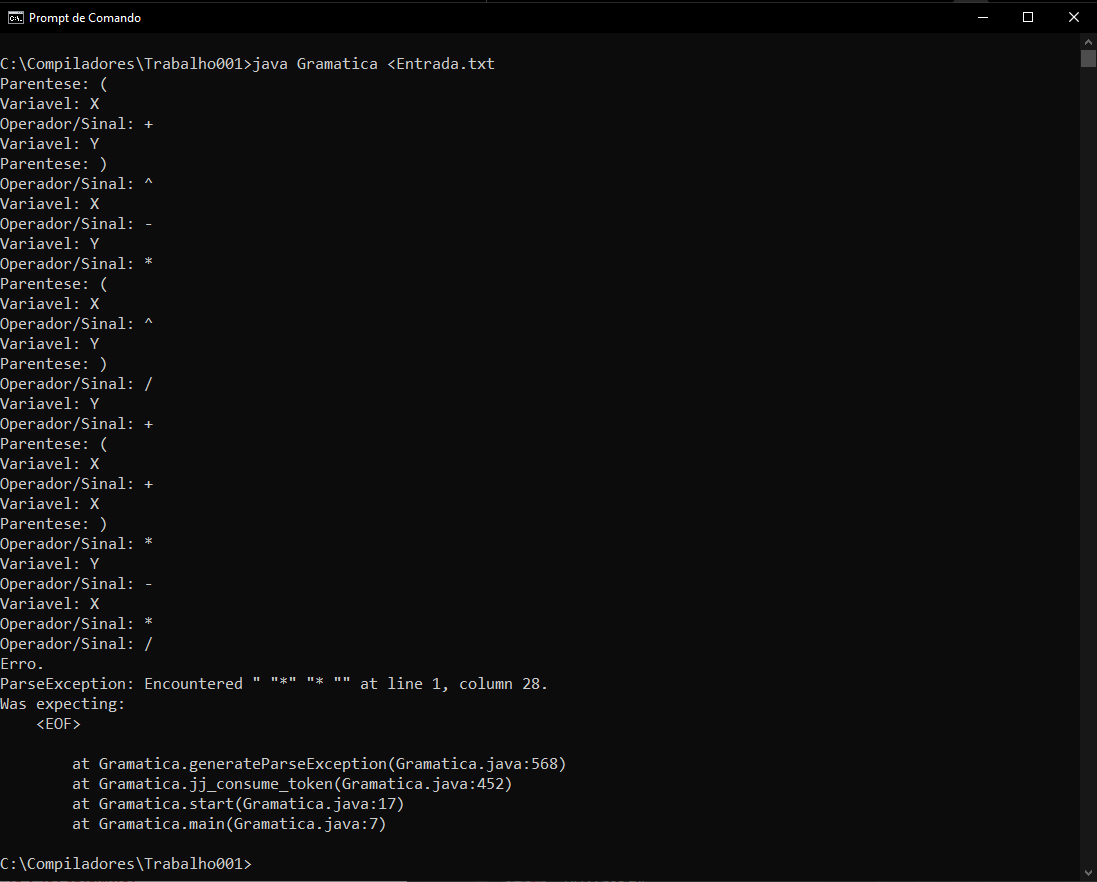 Prompt de Comando
C:\Compiladores\Trabalho001>java Gramatica <Entrada.txt
Parentese: (
Variavel: X
Operador/Sinal: +
Variavel: Y
Parentese: )
Operador/Sinal: ^
Variavel: X
Operador/Sinal: -
Variavel: Y
Operador/Sinal: *
Parentese: (
Variavel: X
Operador/Sinal: ^
Variavel: Y
Parentese: )
Operador/Sinal: /
Variavel: Y
Operador/Sinal: +
Parentese: (
Variavel: X
Operador/Sinal: +
Variavel: X
Parentese: )
Operador/Sinal: *
Variavel: Y
Operador/Sinal: -
Variavel: X
Operador/Sinal: *
Operador/Sinal: /
Erro.
ParseException: Encountered " "*" "* "" at line 1, column 28.
Was expecting:
    <EOF>
        at Gramatica.generateParseException(Gramatica.java:568)
        at Gramatica.jj_consume_token(Gramatica.java:452)
        at Gramatica.start(Gramatica.java:17)
        at Gramatica.main(Gramatica.java:7)
C:\Compiladores\Trabalho001>